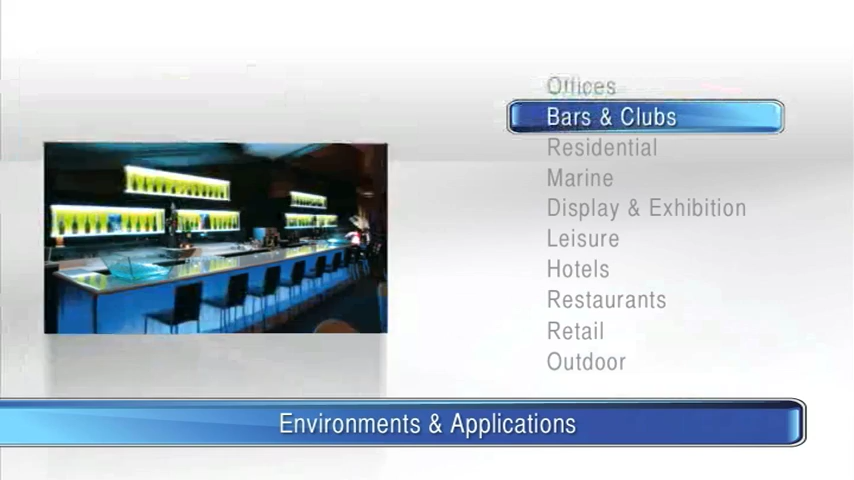 Offices
Bars & Clubs
Residential
Marine
Display & Exhibition
Leisure
Hotels
Restaurants
Retail
Outdoor
Environments & Applications